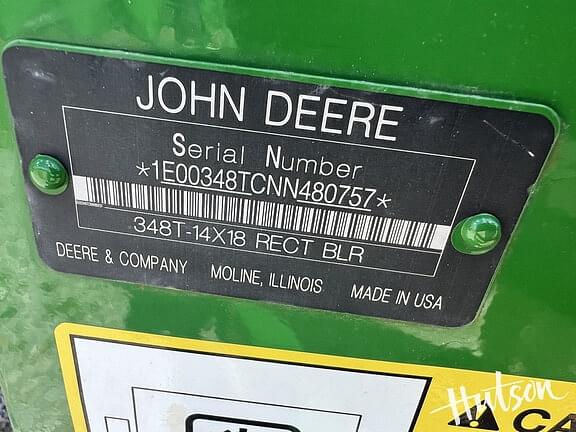 JOHN DEERE
Serial Number
*1E00348TCNN480757*
348T-14X18 RECT BLR
DEERE & COMPANY MOLINE, ILLINOIS MADE IN USA
Hutson